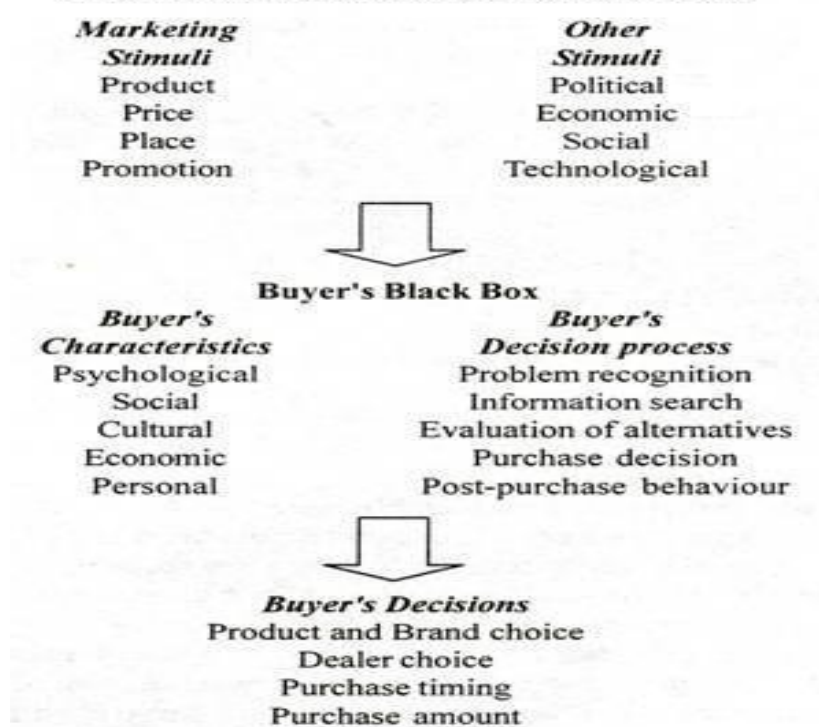 Marketing
Stimuli
Product
Price
Place
Promotion
Other
Stimuli
Political
Economic
Social
Technological
Buyer's Black Box
Buyer's
Characteristics
Psychological
Social
Cultural
Economic
Personal
Buyer's
Decision process
Problem recognition
Information search
Evaluation of alternatives
Purchase decision
Post-purchase behaviour
Buyer's Decisions
Product and Brand choice
Dealer choice
Purchase timing
Purchase amount